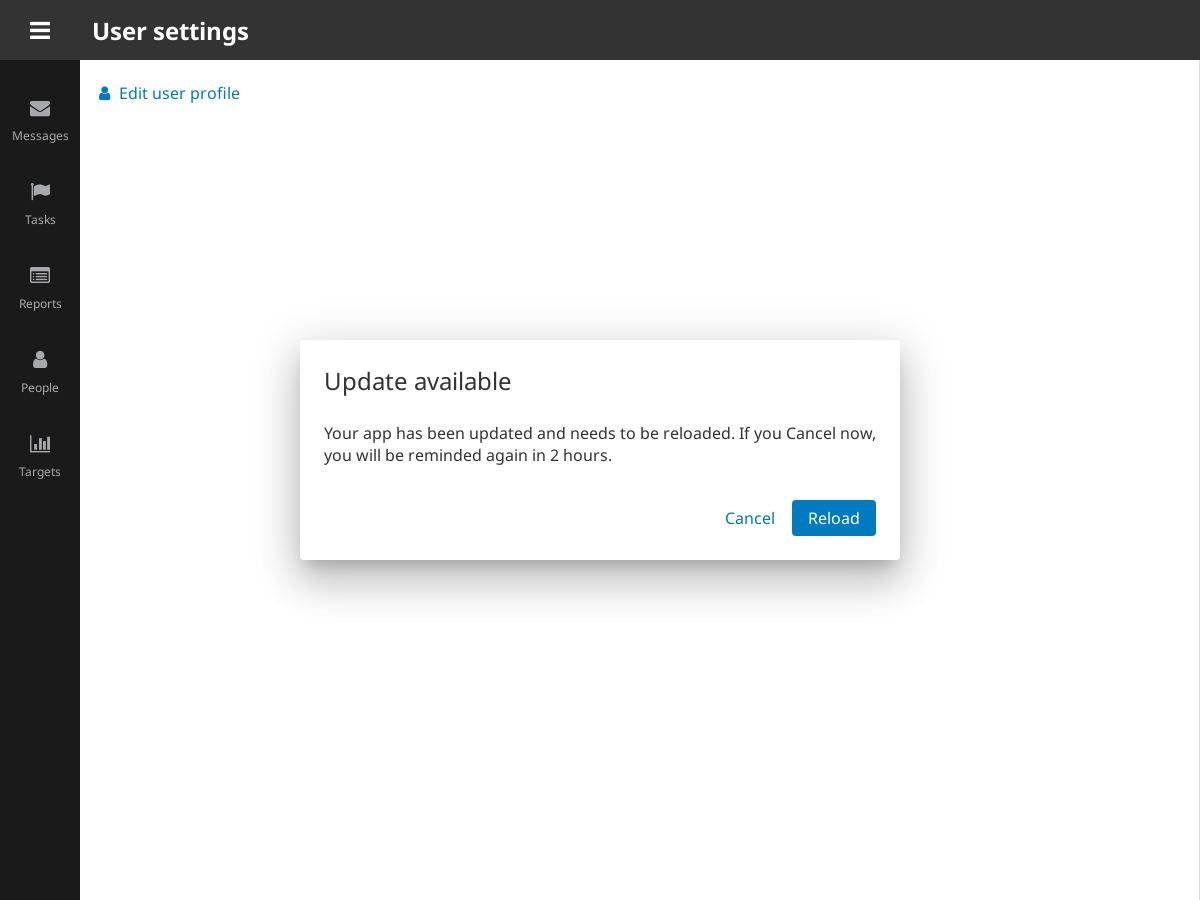 User settings
Edit user profile
Messages
Tasks
Reports
People
Targets
Update available
Your app has been updated and needs to be reloaded. If you Cancel now,
you will be reminded again in 2 hours.
Cancel
Reload